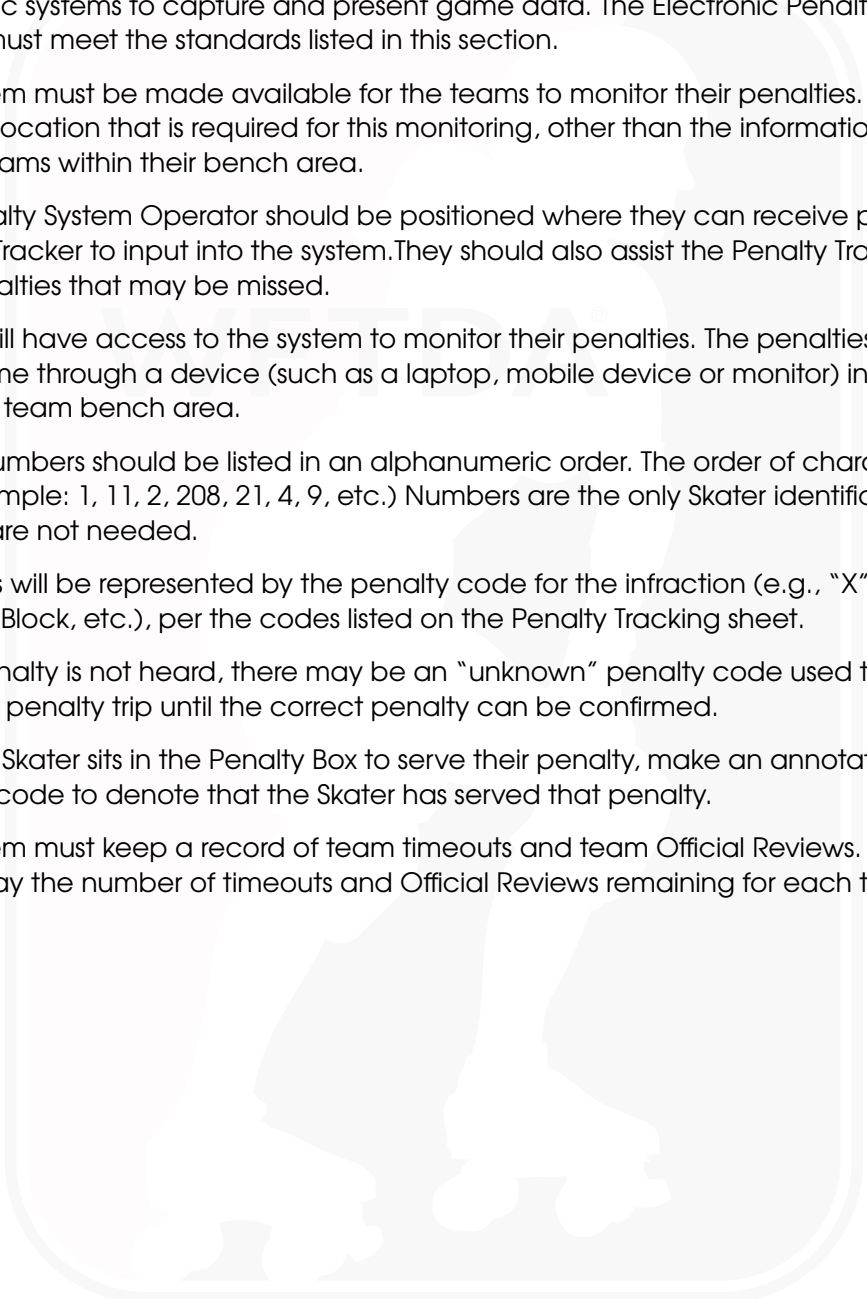 c systems to capture and present game data. The Electronic Penalt
nust meet the standards listed in this section.
em must be made available for the teams to monitor their penalties.
ocation that is required for this monitoring, other than the informatio
ams within their bench area.
alty System Operator should be positioned where they can receive p
Tracker to input into the system.They should also assist the Penalty Tra
alties that may be missed.
WFTDA®
ill have access to the system to monitor their penalties. The penalties
me through a device (such as a laptop, mobile device or monitor) in
team bench area.
umbers should be listed in an alphanumeric order. The order of charc
mple: 1, 11, 2, 208, 21, 4, 9, etc.) Numbers are the only Skater identific
are not needed.
s will be represented by the penalty code for the infraction (e.g., “X”
Block, etc.), per the codes listed on the Penalty Tracking sheet.
nalty is not heard, there may be an “unknown” penalty code used t
penalty trip until the correct penalty can be confirmed.
Skater sits in the Penalty Box to serve their penalty, make an annotat
code to denote that the Skater has served that penalty.
em must keep a record of team timeouts and team Official Reviews.
ay the number of timeouts and Official Reviews remaining for each t